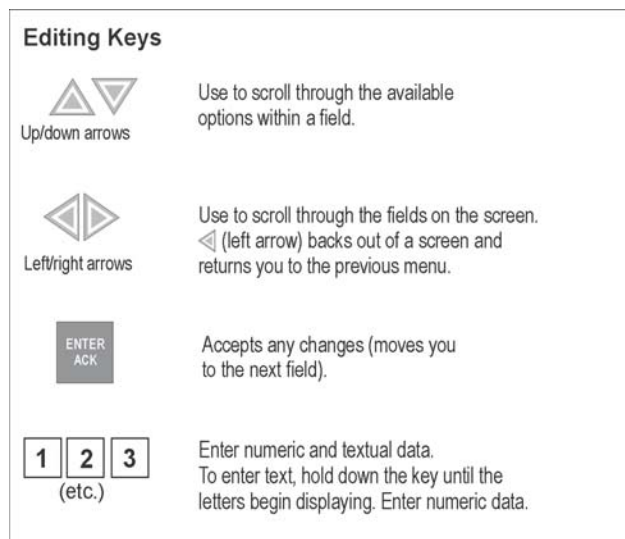 Editing Keys
Use to scroll through the available
options within a field.
Up/down arrows
Use to scroll through the fields on the screen.
(left arrow) backs out of a screen and
returns you to the previous menu.
Left/right arrows
ENTER
ACK
Accepts any changes (moves you
to the next field).
1 2 3
(etc.)
Enter numeric and textual data.
To enter text, hold down the key until the
letters begin displaying. Enter numeric data.